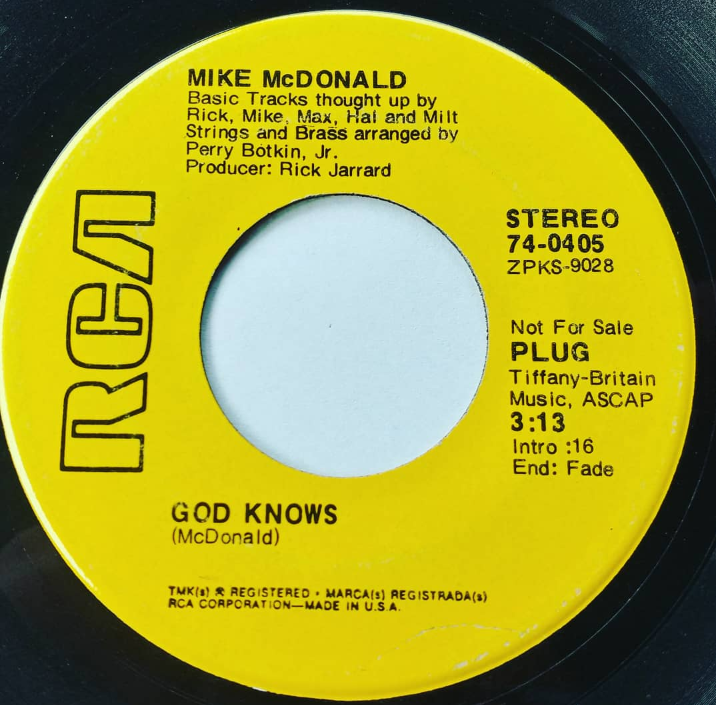 MIKE McDONALD
Basic Tracks thought up by
Rick, Mike, Max, Hal and Milt
Strings and Brass arranged by
Perry Botkin, Jr.
Producer: Rick Jarrard
RCA
STEREO
74-0405
ZPKS-9028
Not For Sale
PLUG
Tiffany-Britain
Music, ASCAP
3:13
Intro :16
End: Fade
GOD KNOWS
(McDonald)
TMK(s) ® REGISTERED • MARCA(s) REGISTRADA(s)
RCA CORPORATION—MADE IN U.S.A.